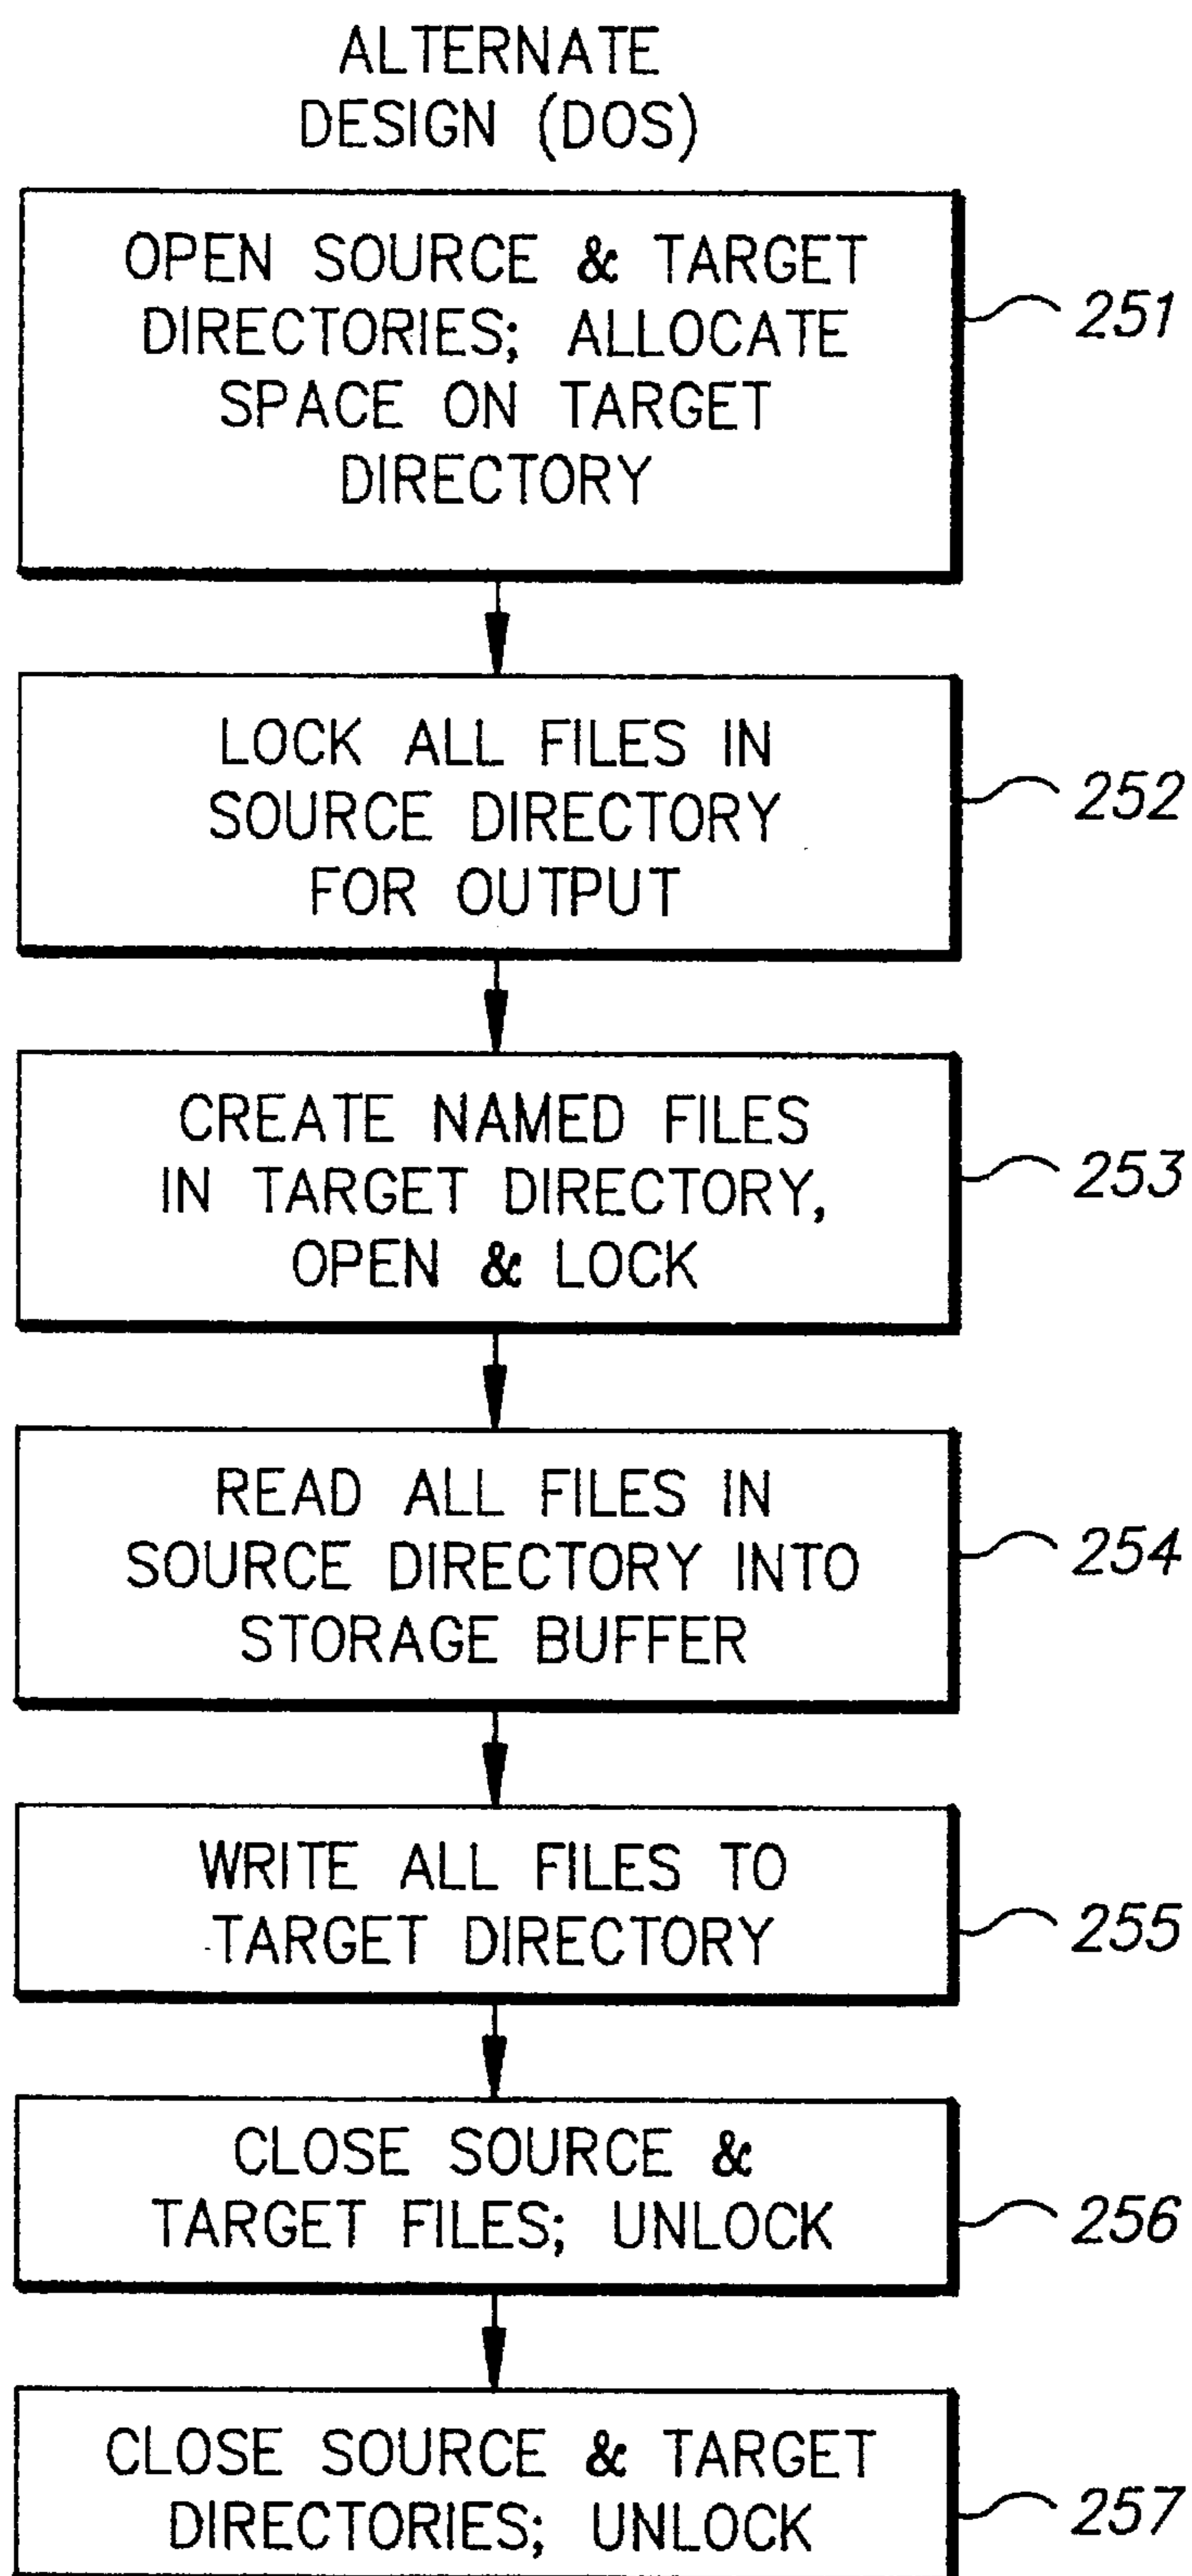 ALTERNATE
DESIGN (DOS)
OPEN SOURCE & TARGET
DIRECTORIES; ALLOCATE
SPACE ON TARGET
DIRECTORY
251
LOCK ALL FILES IN
SOURCE DIRECTORY
FOR OUTPUT
252
CREATE NAMED FILES
IN TARGET DIRECTORY,
OPEN & LOCK
253
READ ALL FILES IN
SOURCE DIRECTORY INTO
STORAGE BUFFER
254
WRITE ALL FILES TO
TARGET DIRECTORY
255
CLOSE SOURCE &
TARGET FILES; UNLOCK
256
CLOSE SOURCE & TARGET
DIRECTORIES; UNLOCK
257